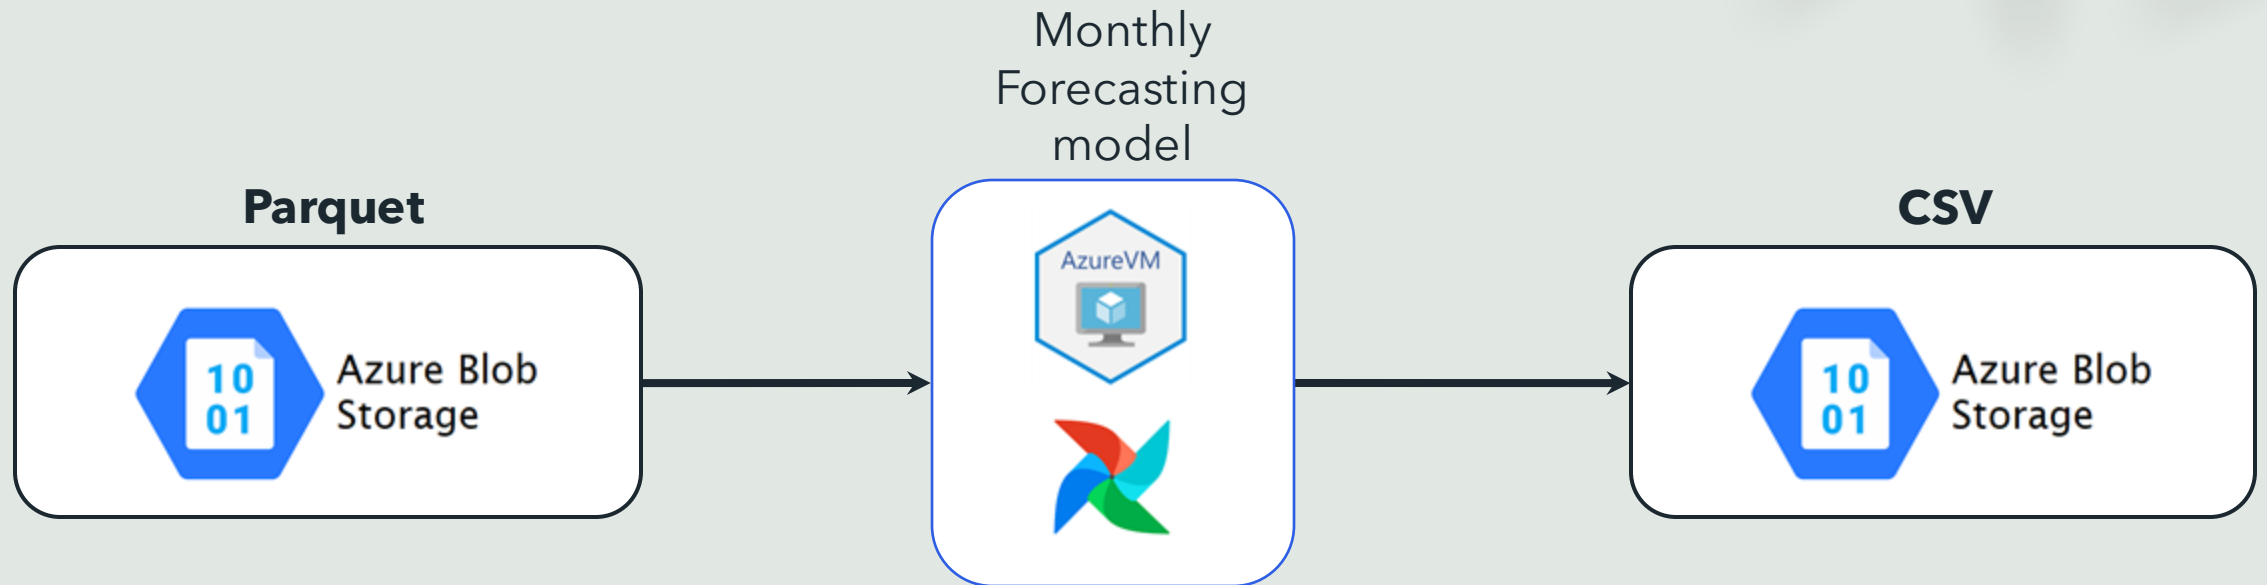 Monthly
Forecasting
model
Parquet
Azure Blob
Storage
10
01
AzureVM
CSV
Azure Blob
Storage
10
01